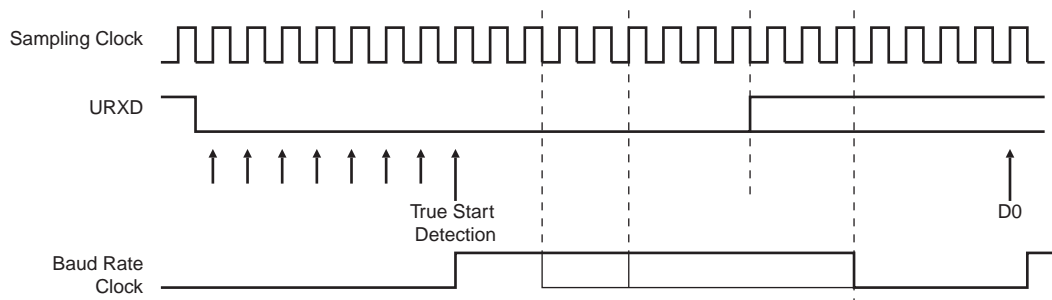 Sampling Clock
URXD
True Start
Detection
D0
Baud Rate
Clock